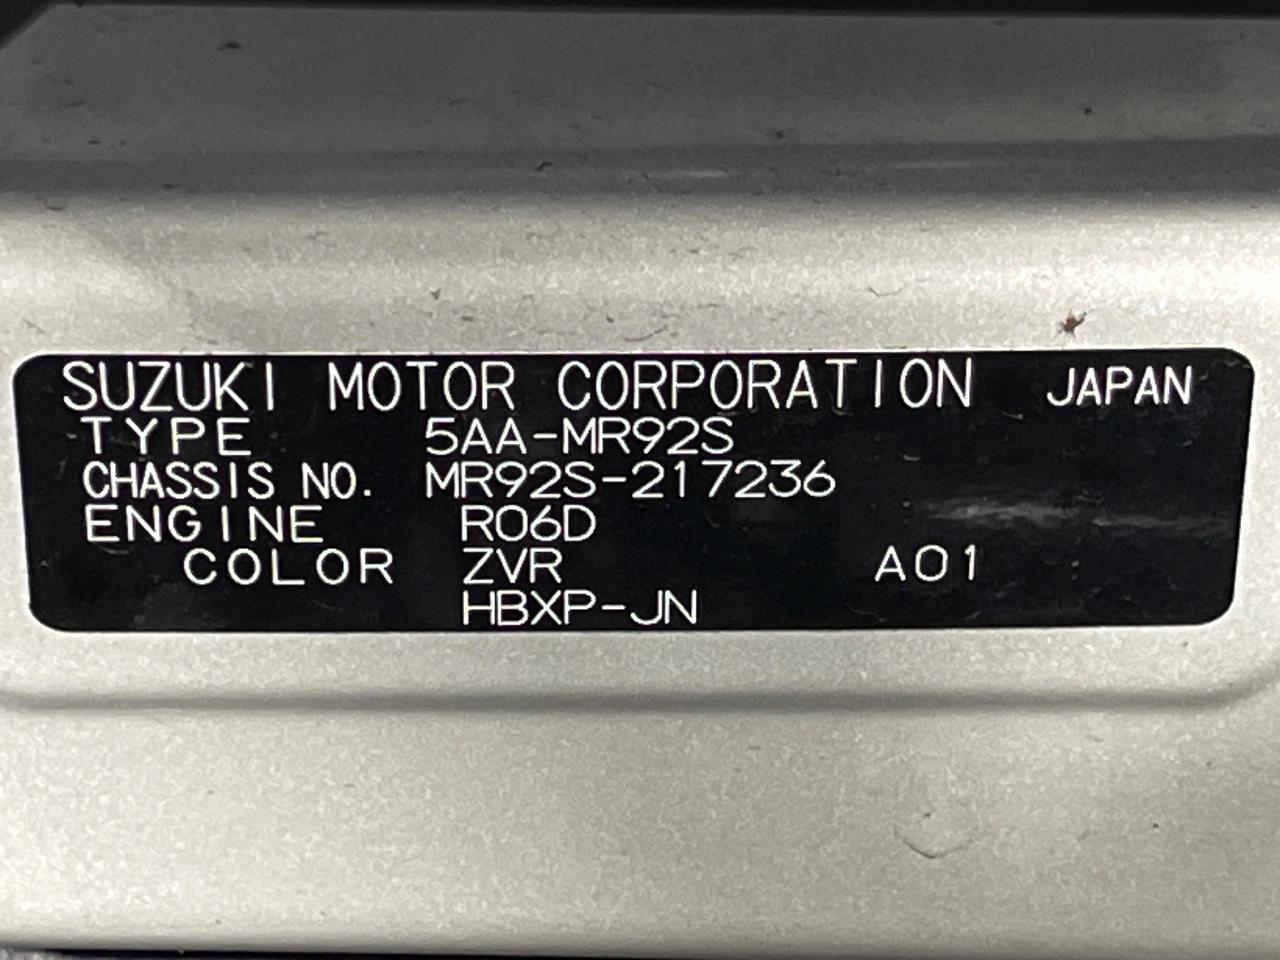 SUZUKI MOTOR CORPORATION JAPAN
TYPE 5AA-MR92S
CHASSIS NO. MR92S-217236
ENGINE R06D
COLOR ZVR A01
HBXP-JN